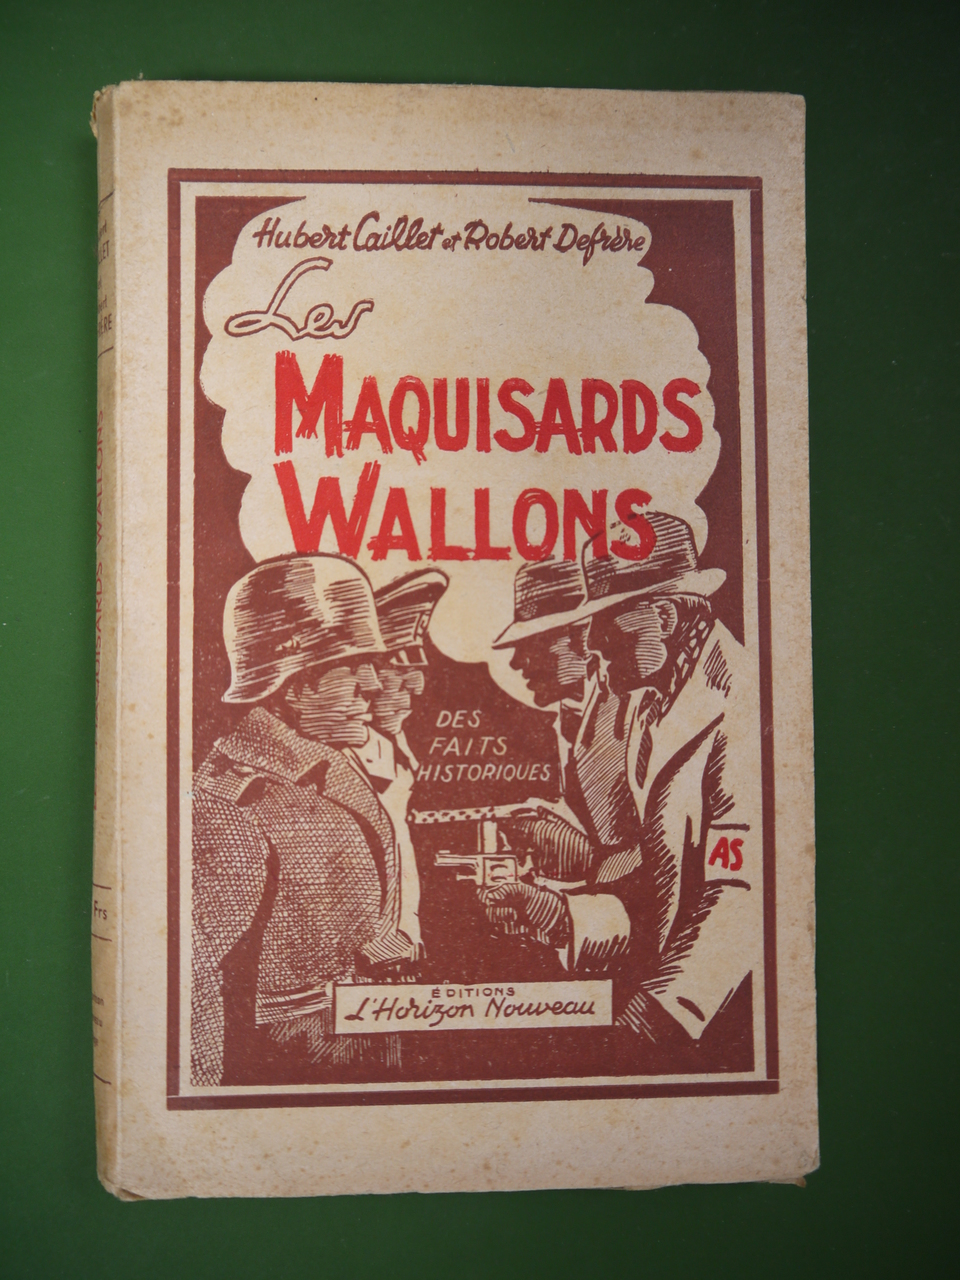 Hubert Caillet et Robert Defrère
Les
MAQUISARDS
WALLONS
DES
FAITS
HISTORIQUES
AS
ÉDITIONS
L'Horizon Nouveau
MAQUISARDS WALLONS
Frs